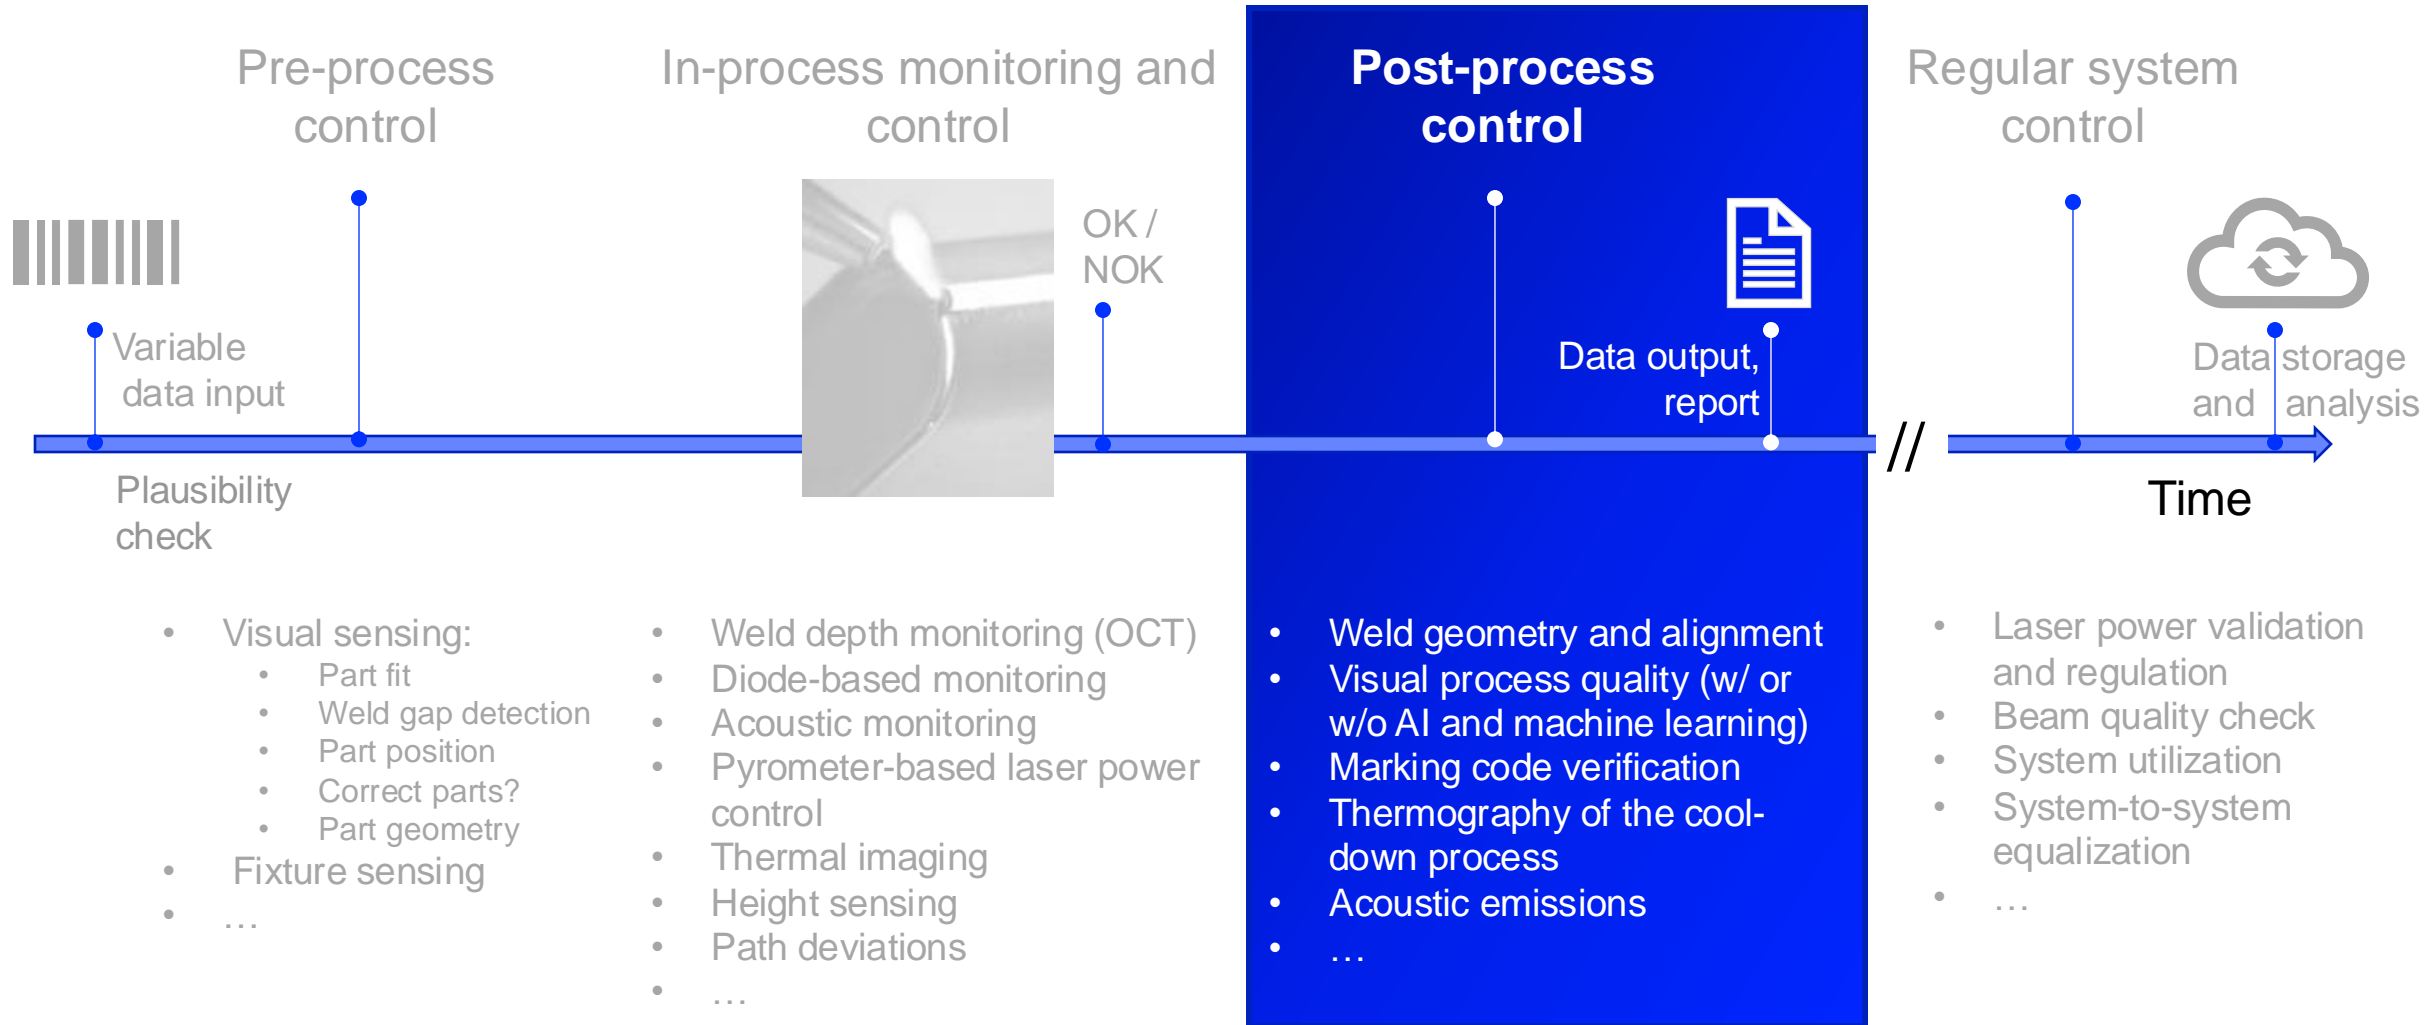 Pre-process
control
In-process monitoring and
control
Post-process
control
Regular system
control
OK /
NOK
Variable
data input
Data output,
report
Data storage
and analysis
//
Plausibility
check
Time
• Visual sensing:
• Part fit
• Weld gap detection
• Part position
• Correct parts?
• Part geometry
• Fixture sensing
• …
• Weld depth monitoring (OCT)
• Diode-based monitoring
• Acoustic monitoring
• Pyrometer-based laser power
control
• Thermal imaging
• Height sensing
• Path deviations
• …
• Weld geometry and alignment
• Visual process quality (w/ or
w/o AI and machine learning)
• Marking code verification
• Thermography of the cool-
down process
• Acoustic emissions
• …
• Laser power validation
and regulation
• Beam quality check
• System utilization
• System-to-system
equalization
• …